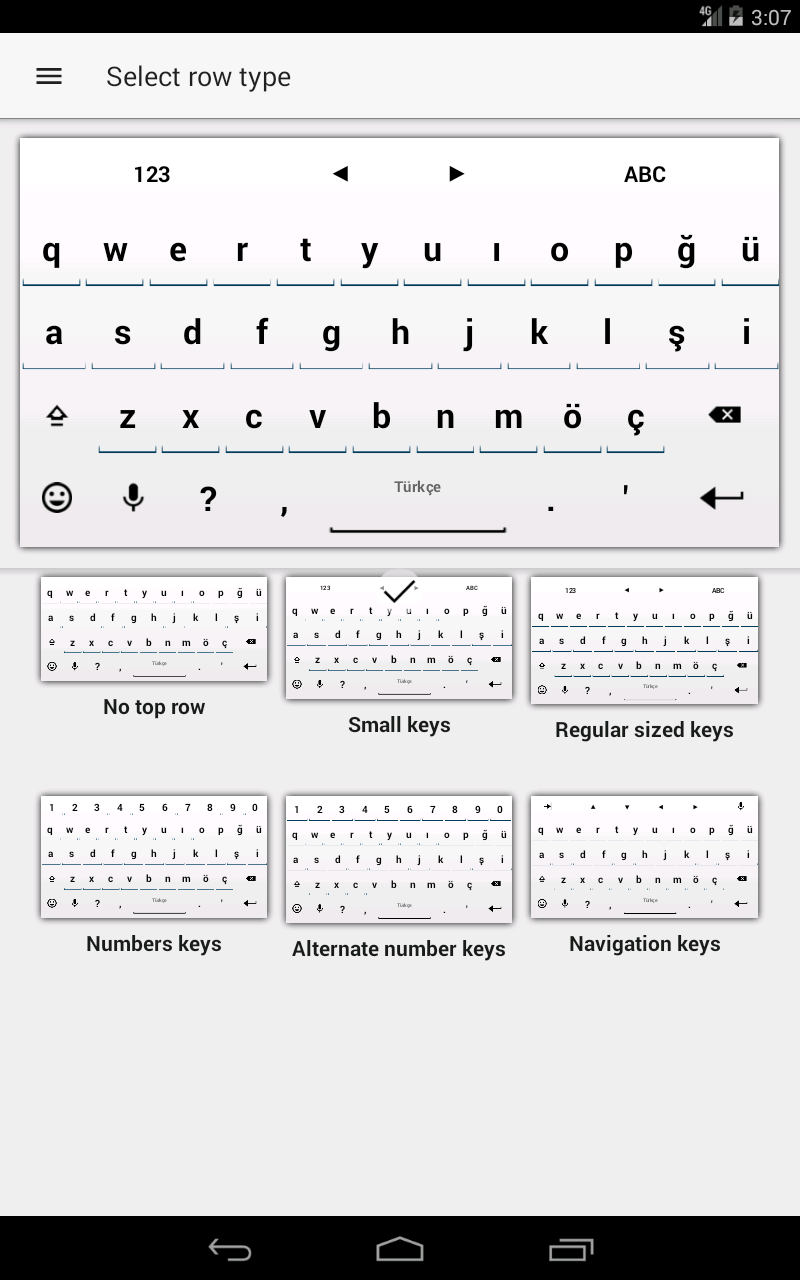 4G 3:07
Select row type
123 ABC
q w e r t y u ı o p ğ ü
a s d f g h j k l ş i
z x c v b n m ö ç
? , Türkçe . '
q w e r t y u ı o p ğ ü
a s d f g h j k l ş i
z x c v b n m ö ç
? , Türkçe . '
No top row
123 ABC
q w e r t y u ı o p ğ ü
a s d f g h j k l ş i
z x c v b n m ö ç
? , Türkçe . '
Small keys
123 ABC
q w e r t y u ı o p ğ ü
a s d f g h j k l ş i
z x c v b n m ö ç
? , Türkçe . '
Regular sized keys
1 2 3 4 5 6 7 8 9 0
q w e r t y u ı o p ğ ü
a s d f g h j k l ş i
z x c v b n m ö ç
? , Türkçe . '
Numbers keys
1 2 3 4 5 6 7 8 9 0
q w e r t y u ı o p ğ ü
a s d f g h j k l ş i
z x c v b n m ö ç
? , Türkçe . '
Alternate number keys
q w e r t y u ı o p ğ ü
a s d f g h j k l ş i
z x c v b n m ö ç
? , Türkçe . '
Navigation keys